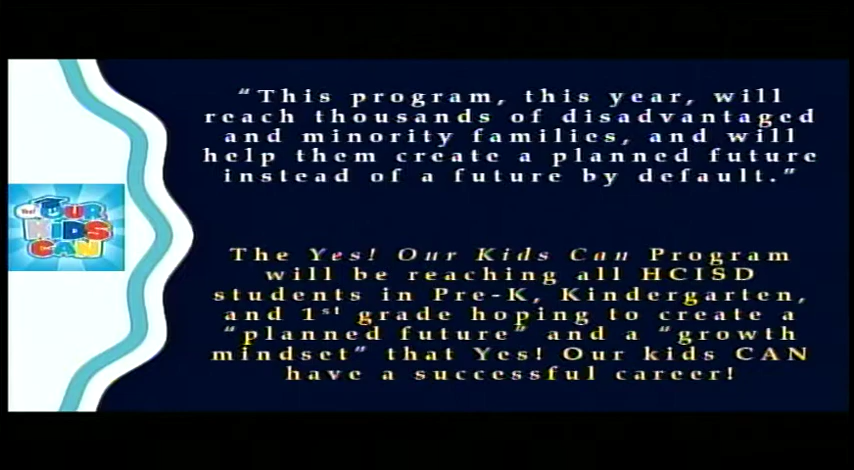 “This program, this year, will
reach thousands of disadvantaged
and minority families, and will
help them create a planned future
instead of a future by default.”
Yes!
OUR
KIDS
CAN
The Yes! Our Kids Can Program
will be reaching all HCISD
students in Pre-K, Kindergarten,
and 1st grade hoping to create a
“planned future” and a “growth
mindset” that Yes! Our kids CAN
have a successful career!